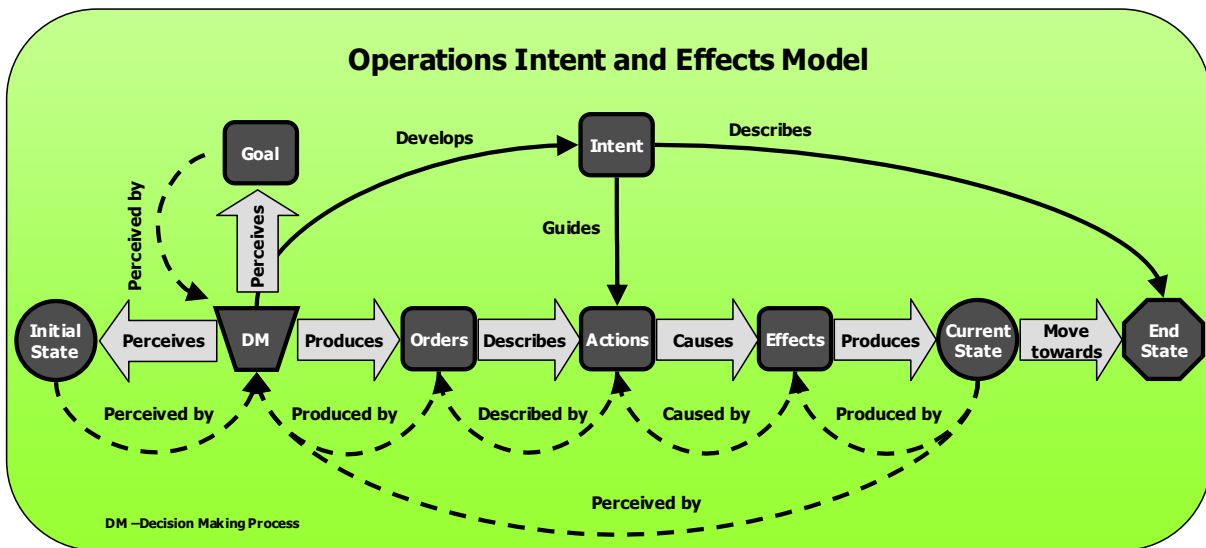 Operations Intent and Effects Model
Develops
Describes
Goal
Intent
Perceived by
Perceives
Guides
Initial
State
Perceives
DM
Produces
Orders
Describes
Actions
Causes
Effects
Produces
Current
State
Move
towards
End
State
Perceived by
Produced by
Described by
Caused by
Produced by
Perceived by
DM –Decision Making Process